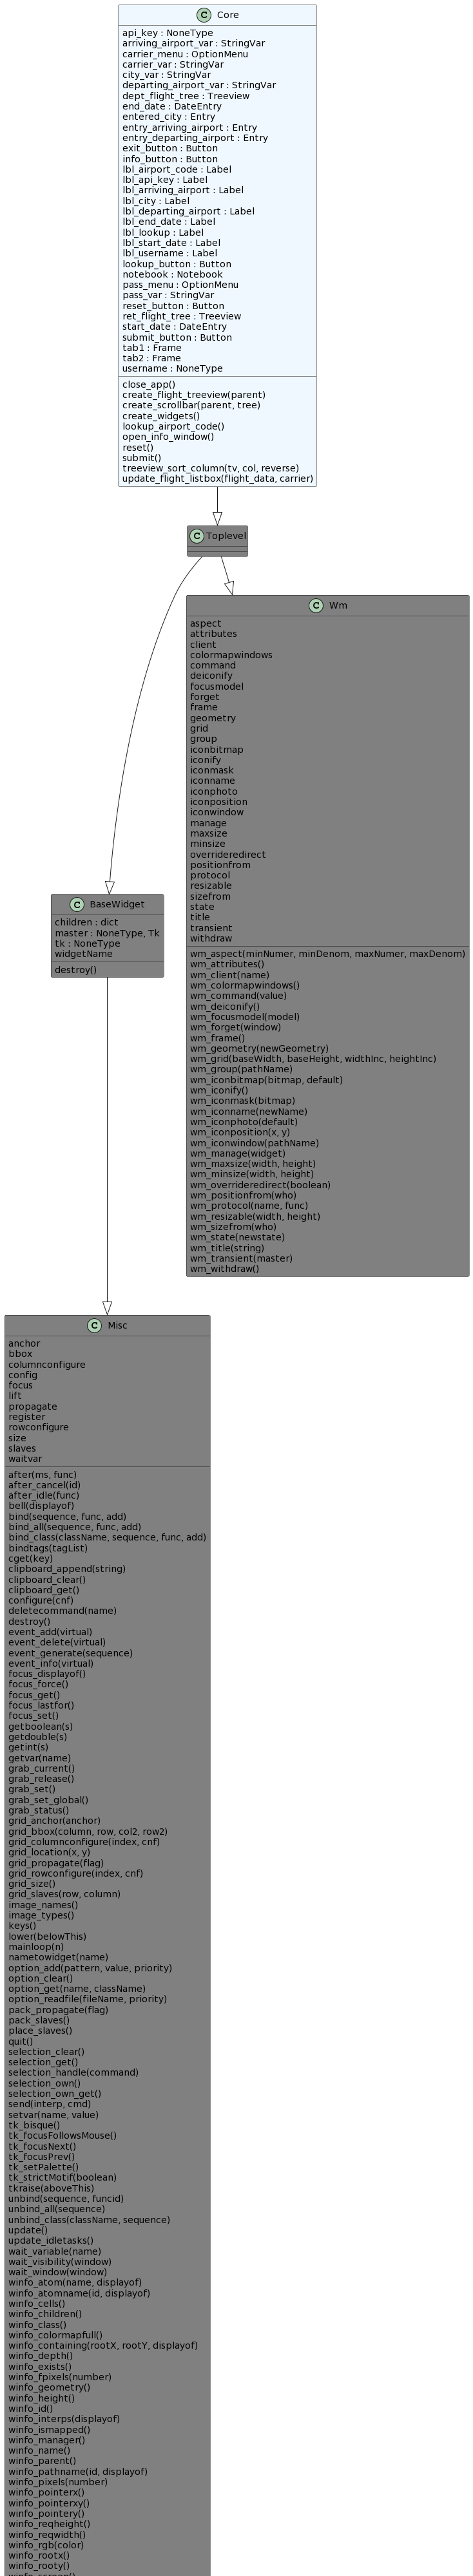 C Core
api_key : NoneType
arriving_airport_var : StringVar
carrier_menu : OptionMenu
carrier_var : StringVar
city_var : StringVar
departing_airport_var : StringVar
dept_flight_tree : Treeview
end_date : DateEntry
entered_city : Entry
entry_arriving_airport : Entry
entry_departing_airport : Entry
exit_button : Button
info_button : Button
lbl_airport_code : Label
lbl_api_key : Label
lbl_arriving_airport : Label
lbl_city : Label
lbl_departing_airport : Label
lbl_end_date : Label
lbl_lookup : Label
lbl_start_date : Label
lbl_username : Label
lookup_button : Button
notebook : Notebook
pass_menu : OptionMenu
pass_var : StringVar
reset_button : Button
ret_flight_tree : Treeview
start_date : DateEntry
submit_button : Button
tab1 : Frame
tab2 : Frame
username : NoneType
close_app()
create_flight_treeview(parent)
create_scrollbar(parent, tree)
create_widgets()
lookup_airport_code()
open_info_window()
reset()
submit()
treeview_sort_column(tv, col, reverse)
update_flight_listbox(flight_data, carrier)
C Toplevel
C Wm
aspect
attributes
client
colormapwindows
command
deiconify
focusmodel
forget
frame
geometry
grid
group
iconbitmap
iconify
iconmask
iconname
iconphoto
iconposition
iconwindow
manage
maxsize
minsize
overrideredirect
positionfrom
protocol
resizable
sizefrom
state
title
transient
withdraw
wm_aspect(minNumer, minDenom, maxNumer, maxDenom)
wm_attributes()
wm_client(name)
wm_colormapwindows()
wm_command(value)
wm_deiconify()
wm_focusmodel(model)
wm_forget(window)
wm_frame()
wm_geometry(newGeometry)
wm_grid(baseWidth, baseHeight, widthInc, heightInc)
wm_group(pathName)
wm_iconbitmap(bitmap, default)
wm_iconify()
wm_iconmask(bitmap)
wm_iconname(newName)
wm_iconphoto(default)
wm_iconposition(x, y)
wm_iconwindow(pathName)
wm_manage(widget)
wm_maxsize(width, height)
wm_minsize(width, height)
wm_overrideredirect(boolean)
wm_positionfrom(who)
wm_protocol(name, func)
wm_resizable(width, height)
wm_sizefrom(who)
wm_state(newstate)
wm_title(string)
wm_transient(master)
wm_withdraw()
C BaseWidget
children : dict
master : NoneType, Tk
tk : NoneType
widgetName
destroy()
C Misc
anchor
bbox
columnconfigure
config
focus
lift
propagate
register
rowconfigure
size
slaves
waitvar
after(ms, func)
after_cancel(id)
after_idle(func)
bell(displayof)
bind(sequence, func, add)
bind_all(sequence, func, add)
bind_class(className, sequence, func, add)
bindtags(tagList)
cget(key)
clipboard_append(string)
clipboard_clear()
clipboard_get()
configure(cnf)
deletecommand(name)
destroy()
event_add(virtual)
event_delete(virtual)
event_generate(sequence)
event_info(virtual)
focus_displayof()
focus_force()
focus_get()
focus_lastfor()
focus_set()
getboolean(s)
getdouble(s)
getint(s)
getvar(name)
grab_current()
grab_release()
grab_set()
grab_set_global()
grab_status()
grid_anchor(anchor)
grid_bbox(column, row, col2, row2)
grid_columnconfigure(index, cnf)
grid_location(x, y)
grid_propagate(flag)
grid_rowconfigure(index, cnf)
grid_size()
grid_slaves(row, column)
image_names()
image_types()
keys()
lower(belowThis)
mainloop(n)
nametowidget(name)
option_add(pattern, value, priority)
option_clear()
option_get(name, className)
option_readfile(fileName, priority)
pack_propagate(flag)
pack_slaves()
place_slaves()
quit()
selection_clear()
selection_get()
selection_handle(command)
selection_own()
selection_own_get()
send(interp, cmd)
setvar(name, value)
tk_bisque()
tk_focusFollowsMouse()
tk_focusNext()
tk_focusPrev()
tk_setPalette()
tk_strictMotif(boolean)
tkraise(aboveThis)
unbind(sequence, funcid)
unbind_all(sequence)
unbind_class(className, sequence)
update()
update_idletasks()
wait_variable(name)
wait_visibility(window)
wait_window(window)
winfo_atom(name, displayof)
winfo_atomname(id, displayof)
winfo_cells()
winfo_children()
winfo_class()
winfo_colormapfull()
winfo_containing(rootX, rootY, displayof)
winfo_depth()
winfo_exists()
winfo_fpixels(number)
winfo_geometry()
winfo_height()
winfo_id()
winfo_interps(displayof)
winfo_ismapped()
winfo_manager()
winfo_name()
winfo_parent()
winfo_pathname(id, displayof)
winfo_pixels(number)
winfo_pointerx()
winfo_pointerxy()
winfo_pointery()
winfo_reqheight()
winfo_reqwidth()
winfo_rgb(color)
winfo_rootx()
winfo_rooty()